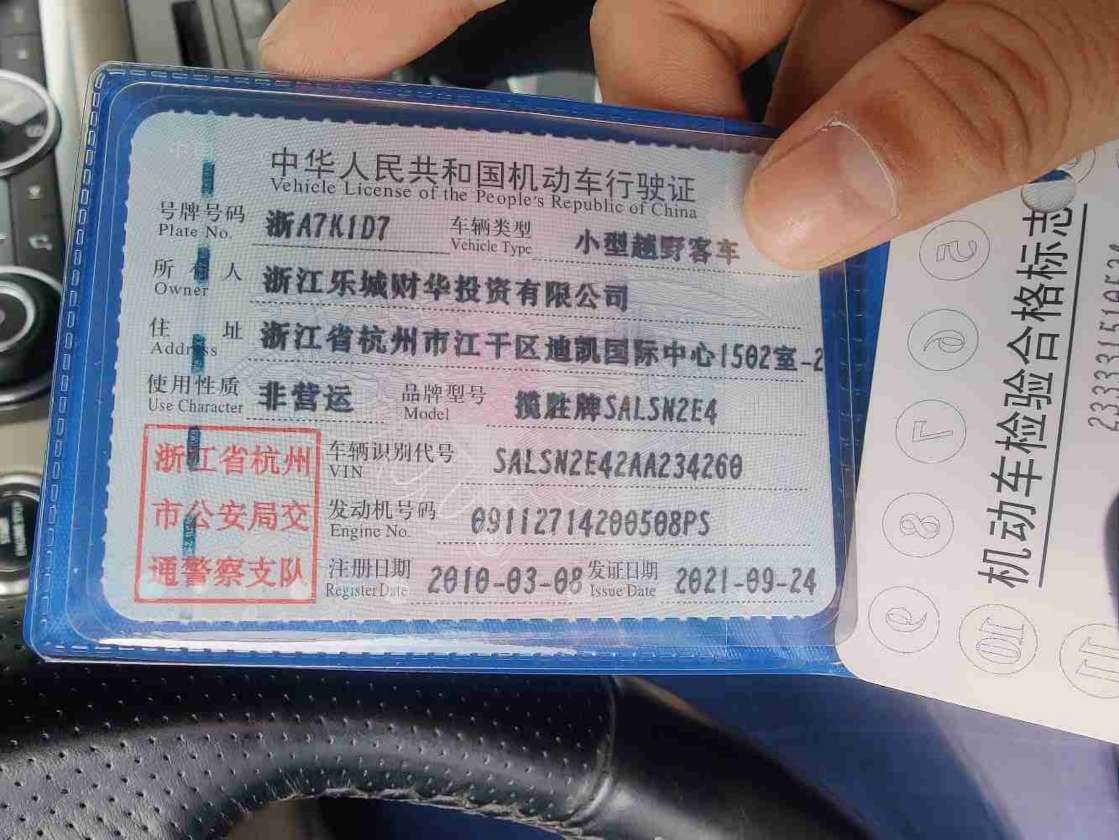 中华人民共和国机动车行驶证
Vehicle License of the People's Republic of China
号牌号码 浙A7K1D7 车辆类型 小型越野客车
Plate No. Vehicle Type
所有人 浙江乐城财华投资有限公司
Owner
住址 浙江省杭州市江干区迪凯国际中心1502室-2
Address
使用性质 非营运 品牌型号 揽胜牌SALSN2E4
Use Character Model
浙江省杭州
市公安局交
通警察支队
车辆识别代号 SALSN2E42AA234260
VIN
发动机号码 09112714200508PS
Engine No.
注册日期 2010-03-08 发证日期 2021-09-24
Register Date Issue Date
机动车检验合格标志